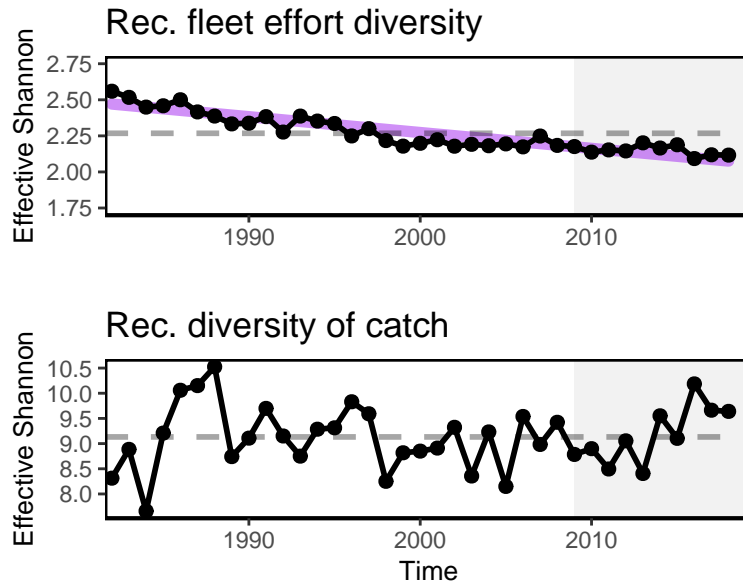 Rec. fleet effort diversity
Effective Shannon
2.75
2.50
2.25
2.00
1.75
1990 2000 2010
Rec. diversity of catch
Effective Shannon
10.5
10.0
9.5
9.0
8.5
8.0
1990 2000 2010
Time